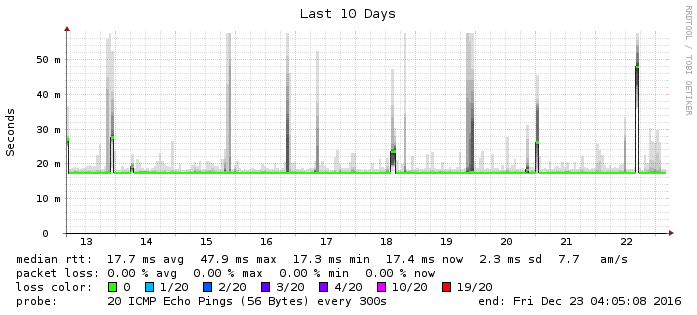 Last 10 Days
RRDTOOL / TOBI OETIKER
Seconds
50 m
40 m
30 m
20 m
10 m
0
13 14 15 16 17 18 19 20 21 22
median rtt: 17.7 ms avg 47.9 ms max 17.3 ms min 17.4 ms now 2.3 ms sd 7.7 am/s
packet loss: 0.00 % avg 0.00 % max 0.00 % min 0.00 % now
loss color: 0 1/20 2/20 3/20 4/20 10/20 19/20
probe: 20 ICMP Echo Pings (56 Bytes) every 300s end: Fri Dec 23 04:05:08 2016